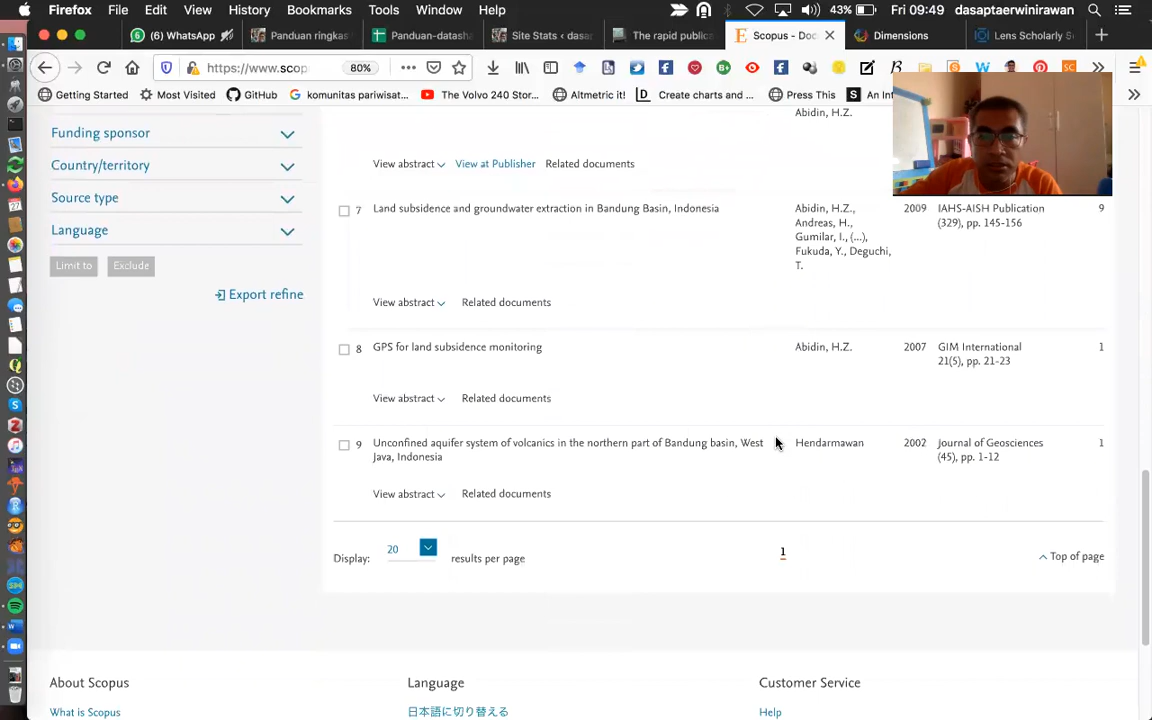 Firefox File Edit View History Bookmarks Tools Window Help 43% Fri 09:49 dasaptaerwinirawan
(6) WhatsApp Panduan ringkas Panduan-datasha Site Stats < dasa The rapid public Scopus - Doc Dimensions Lens Scholarly S
https://www.scop 80%
Getting Started Most Visited GitHub komunitas pariwisat... The Volvo 240 Stor... Altmetric it! Create charts and ... Press This An In
Abidin, H.Z.
Funding sponsor
Country/territory
Source type
Language
Limit to Exclude
Export refine
View abstract View at Publisher Related documents
7 Land subsidence and groundwater extraction in Bandung Basin, Indonesia Abidin, H.Z., 2009 IAHS-AISH Publication 9
Andreas, H., (329), pp. 145-156
Gumilar, I., (...),
Fukuda, Y., Deguchi,
T.
View abstract Related documents
8 GPS for land subsidence monitoring Abidin, H.Z. 2007 GIM International 1
21(5), pp. 21-23
View abstract Related documents
9 Unconfined aquifer system of volcanics in the northern part of Bandung basin, West Hendarmawan 2002 Journal of Geosciences 1
Java, Indonesia (45), pp. 1-12
View abstract Related documents
Display: 20 results per page 1 Top of page
About Scopus Language Customer Service
What is Scopus 日本語に切り替える Help